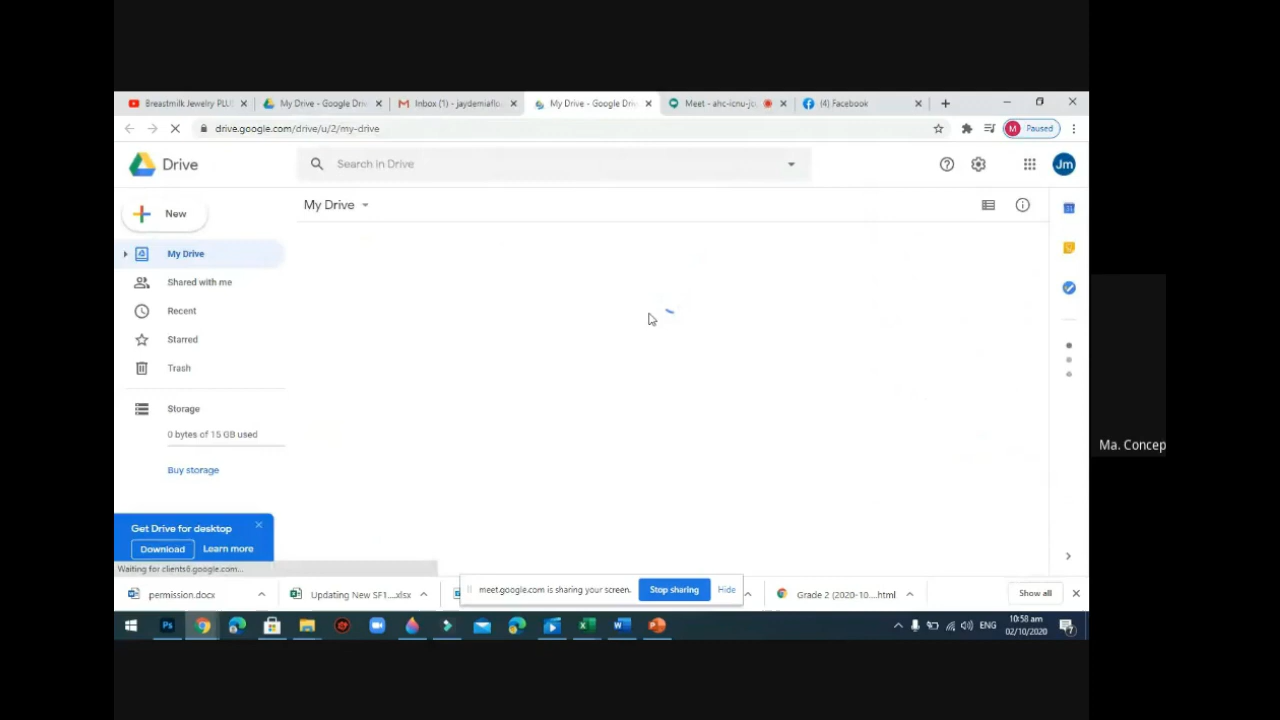 Breastmilk Jewelry PLU
My Drive - Google Driv
Inbox (1) - jaydemiaflo
My Drive - Google Driv
Meet - ahc-icnu-jc
(4) Facebook
drive.google.com/drive/u/2/my-drive
M Paused
Drive
Search in Drive
Jm
New
My Drive
My Drive
Shared with me
Recent
Starred
Trash
Storage
0 bytes of 15 GB used
Buy storage
Ma. Concep
Get Drive for desktop
Download Learn more
Waiting for clients6.google.com...
permission.docx
Updating New SF1....xlsx
meet.google.com is sharing your screen.
Stop sharing
Hide
Grade 2 (2020-10....html
Show all
Ps
ENG
10:58 am
02/10/2020
7